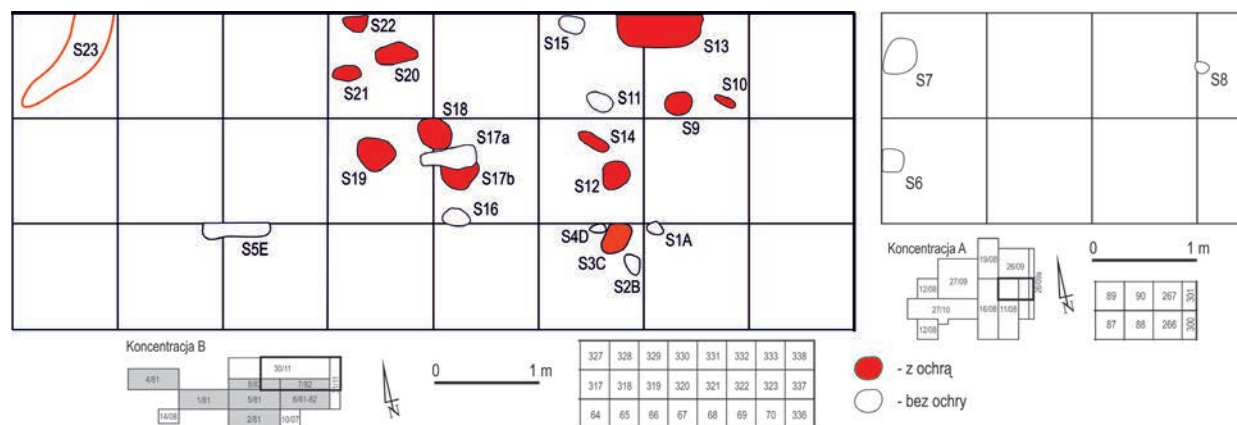 S23
S22
S20
S21
S15
S13
S10
S11
S9
S18
S17a
S14
S19
S17b
S12
S16
S5E
S4D
S1A
S3C
S2B
S7
S8
S6
Koncentracja A
0 1 m
19/08
26/09
26/09a
27/09
12/08
27/10
16/08
11/08
12/08
89 90 267 301
87 88 266 300
Koncentracja B
30/11
4/81
8/82
7/82
1/81
5/81
6/81-82
14/08
2/81
10/07
N
0 1 m
327 328 329 330 331 332 333 338
317 318 319 320 321 322 323 337
64 65 66 67 68 69 70 336
- z ochrą
- bez ochry
N